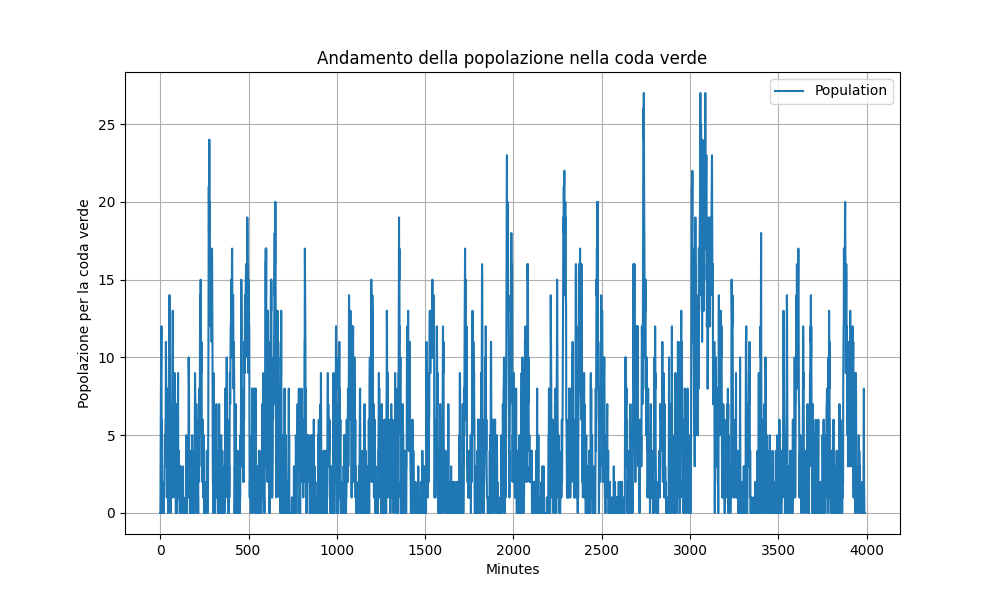 Andamento della popolazione nella coda verde
Population
Popolazione per la coda verde
25
20
15
10
5
0
0 500 1000 1500 2000 2500 3000 3500 4000
Minutes